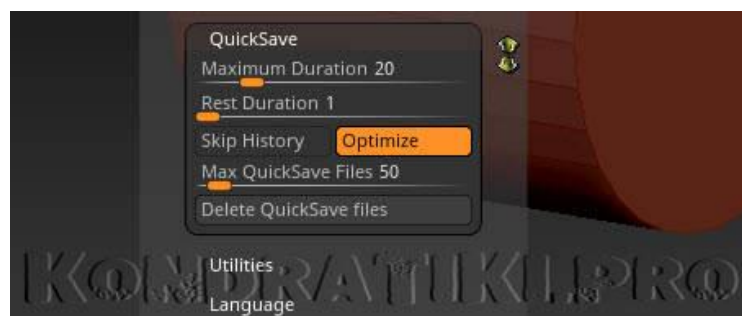 QuickSave
Maximum Duration 20
Rest Duration 1
Skip History Optimize
Max QuickSave Files 50
Delete QuickSave files
Utilities
Language
KONDRATIKI.PRO